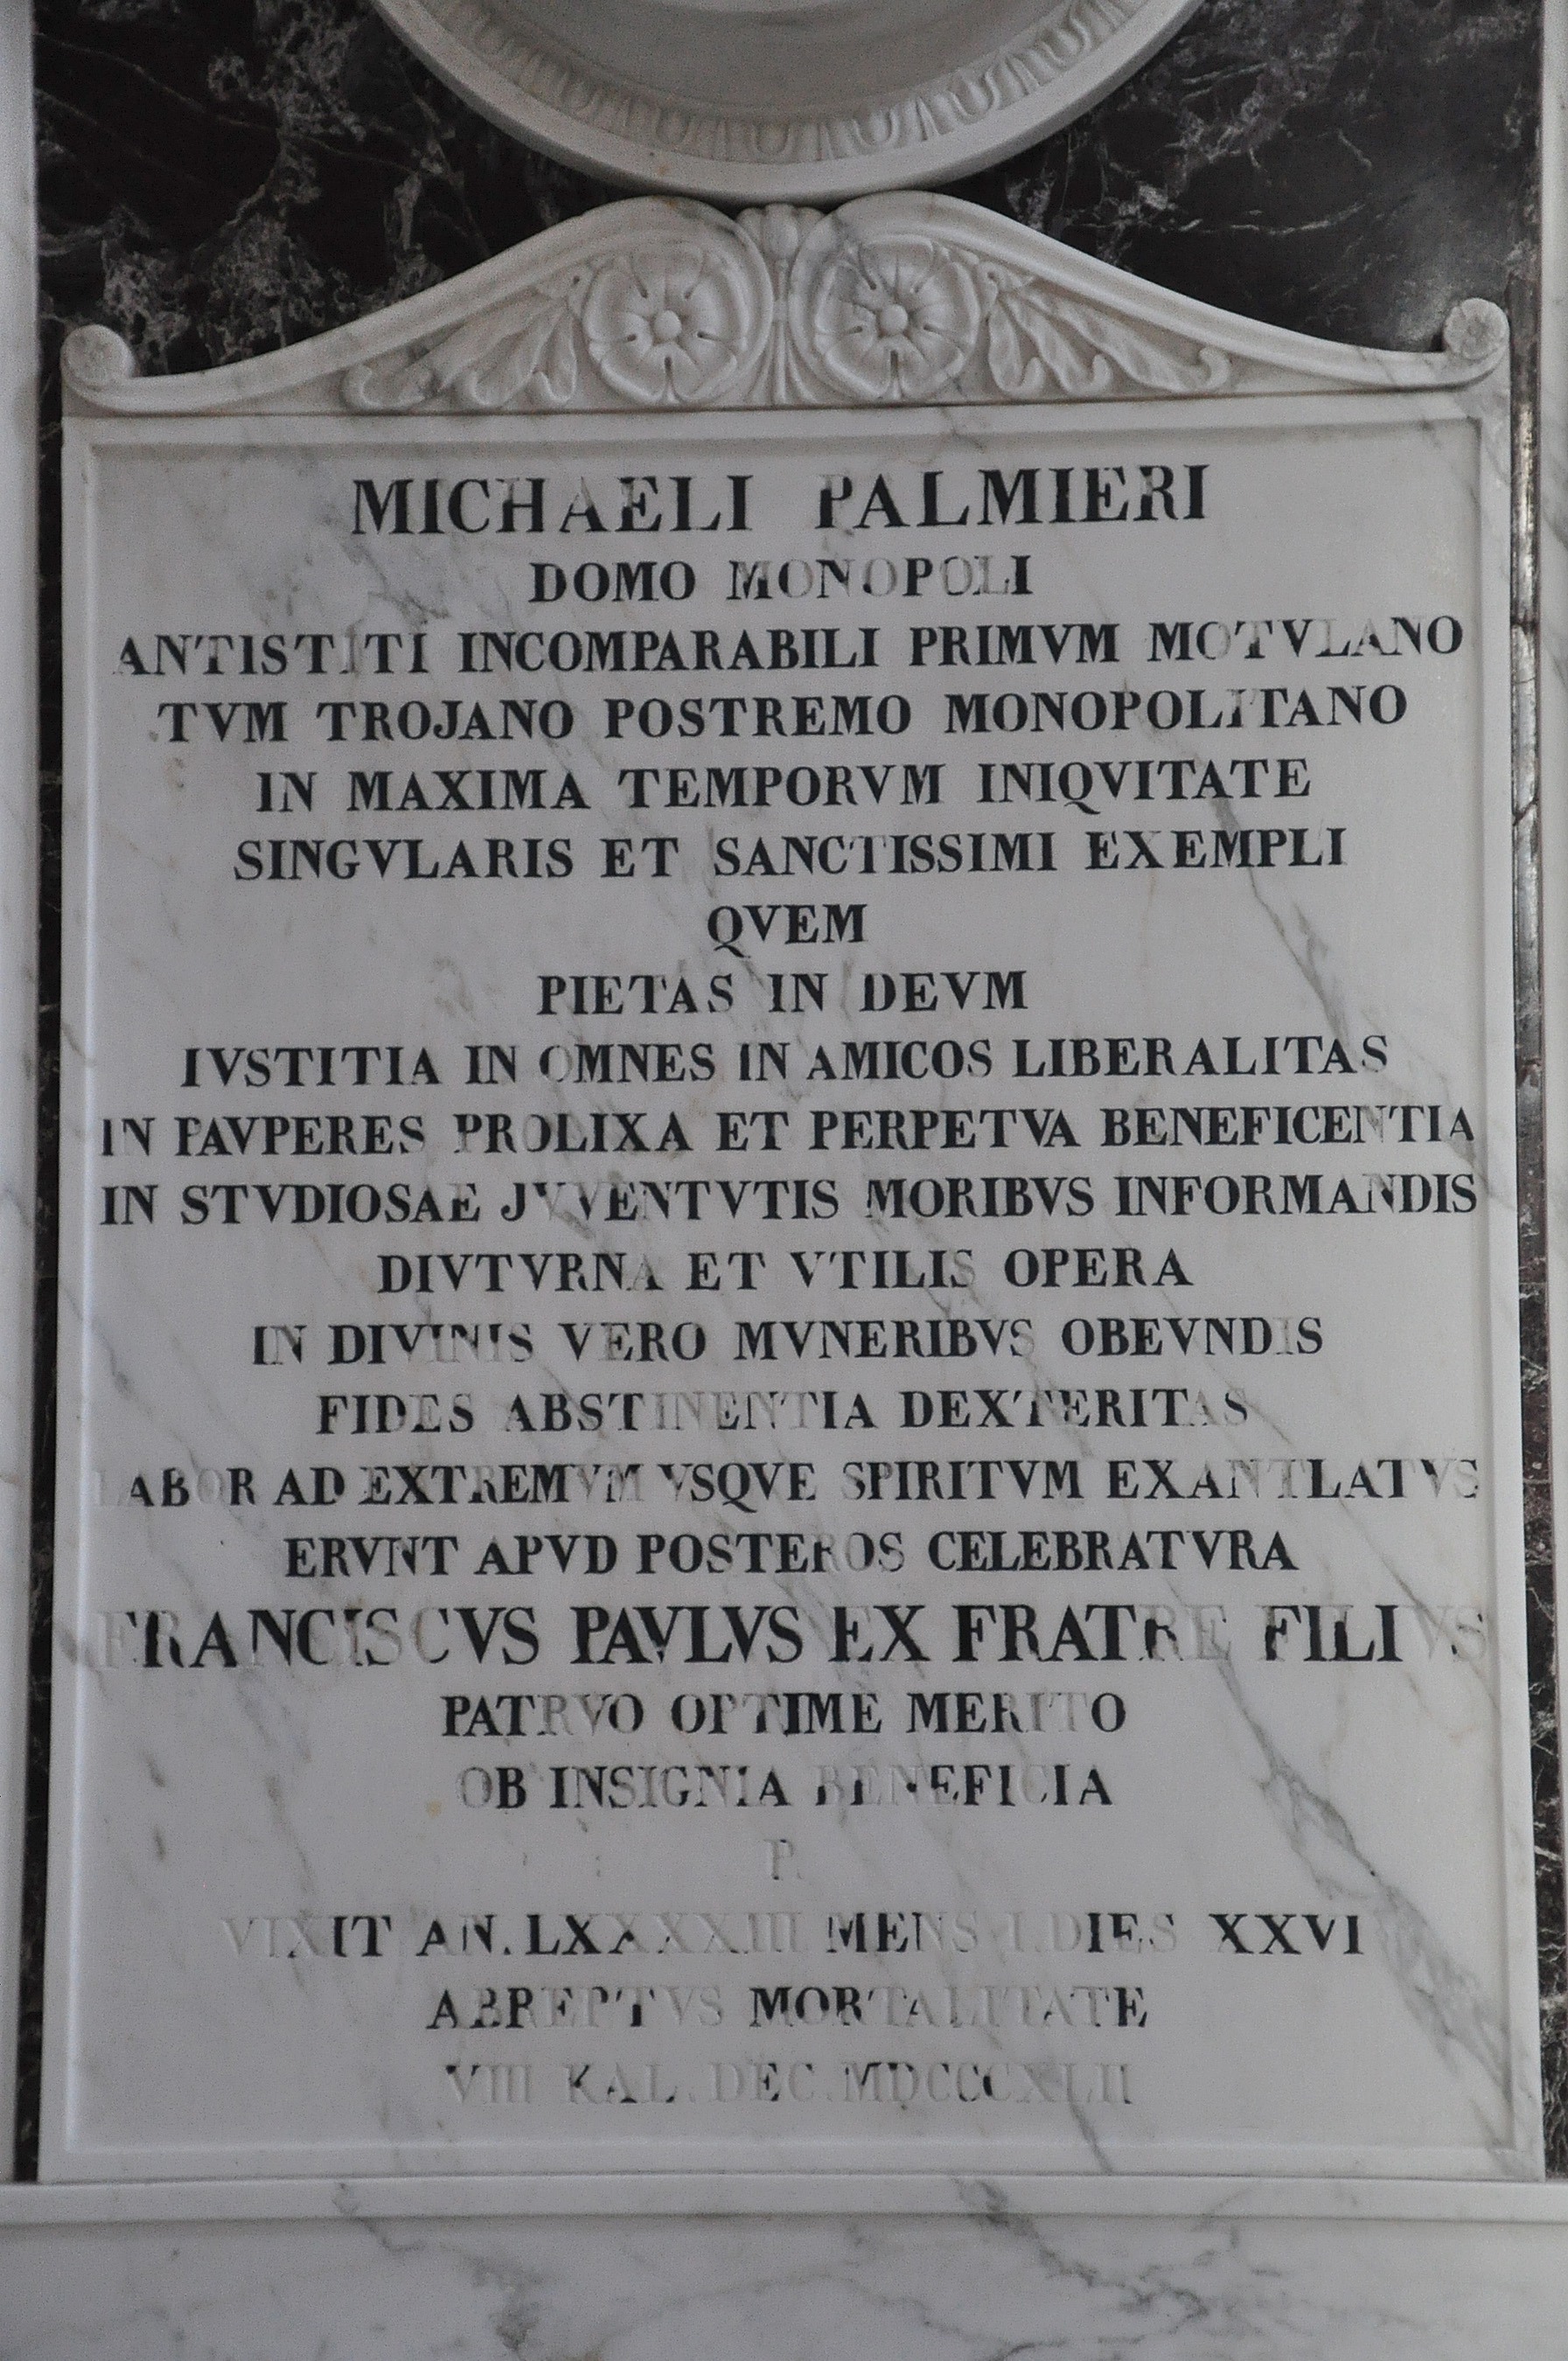 MICHAELI PALMIERI
DOMO MONOPOLI
ANTISTITI INCOMPARABILI PRIMVM MOTVLANO
TVM TROJANO POSTREMO MONOPOLITANO
IN MAXIMA TEMPORVM INIQVITATE
SINGVLARIS ET SANCTISSIMI EXEMPLI
QVEM
PIETAS IN DEVM
IVSTITIA IN OMNES IN AMICOS LIBERALITAS
IN PAVPERES PROLIXA ET PERPETVA BENEFICENTIA
IN STVDIOSAE JVVENTVTIS MORIBVS INFORMANDIS
DIVTVRNA ET VTILIS OPERA
IN DIVINIS VERO MVNERIBVS OBEVNDIS
FIDES ABSTINENTIA DEXTERITAS
LABOR AD EXTREMVM VSQVE SPIRITVM EXANTLATVS
ERVNT APVD POSTEROS CELEBRATVRA
FRANCISCVS PAVLVS EX FRATRE FILIVS
PATRVO OPTIME MERITO
OB INSIGNIA BENEFICIA
P.
VIXIT AN. LXXXXIII MENS I. DIES XXVI
ABREPTVS MORTALITATE
VIII KAL. DEC. MDCCCXLII